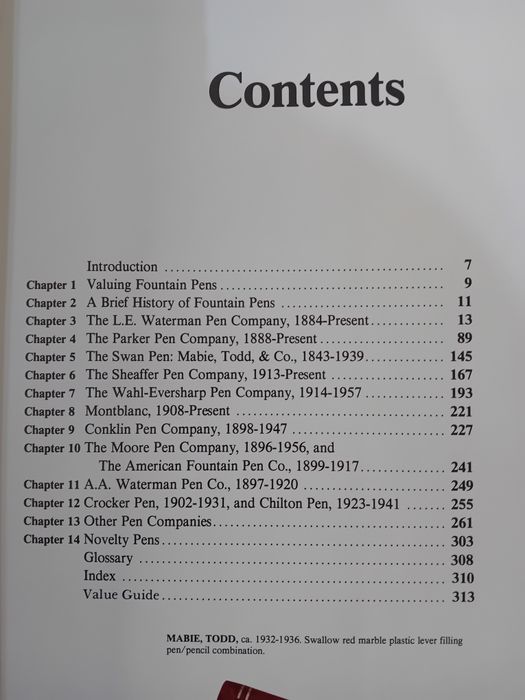 Contents
Introduction ........................................... 7
Chapter 1 Valuing Fountain Pens ................................... 9
Chapter 2 A Brief History of Fountain Pens ......................... 11
Chapter 3 The L.E. Waterman Pen Company, 1884-Present ............ 13
Chapter 4 The Parker Pen Company, 1888-Present .................... 89
Chapter 5 The Swan Pen: Mabie, Todd, & Co., 1843-1939 ............. 145
Chapter 6 The Sheaffer Pen Company, 1913-Present .................. 167
Chapter 7 The Wahl-Eversharp Pen Company, 1914-1957 ............. 193
Chapter 8 Montblanc, 1908-Present ................................. 221
Chapter 9 Conklin Pen Company, 1898-1947 ........................ 227
Chapter 10 The Moore Pen Company, 1896-1956, and
The American Fountain Pen Co., 1899-1917 ............. 241
Chapter 11 A.A. Waterman Pen Co., 1897-1920 ...................... 249
Chapter 12 Crocker Pen, 1902-1931, and Chilton Pen, 1923-1941 ...... 255
Chapter 13 Other Pen Companies ................................... 261
Chapter 14 Novelty Pens ........................................... 303
Glossary .............................................. 308
Index ................................................. 310
Value Guide ........................................... 313
MABIE, TODD, ca. 1932-1936. Swallow red marble plastic lever filling
pen/pencil combination.